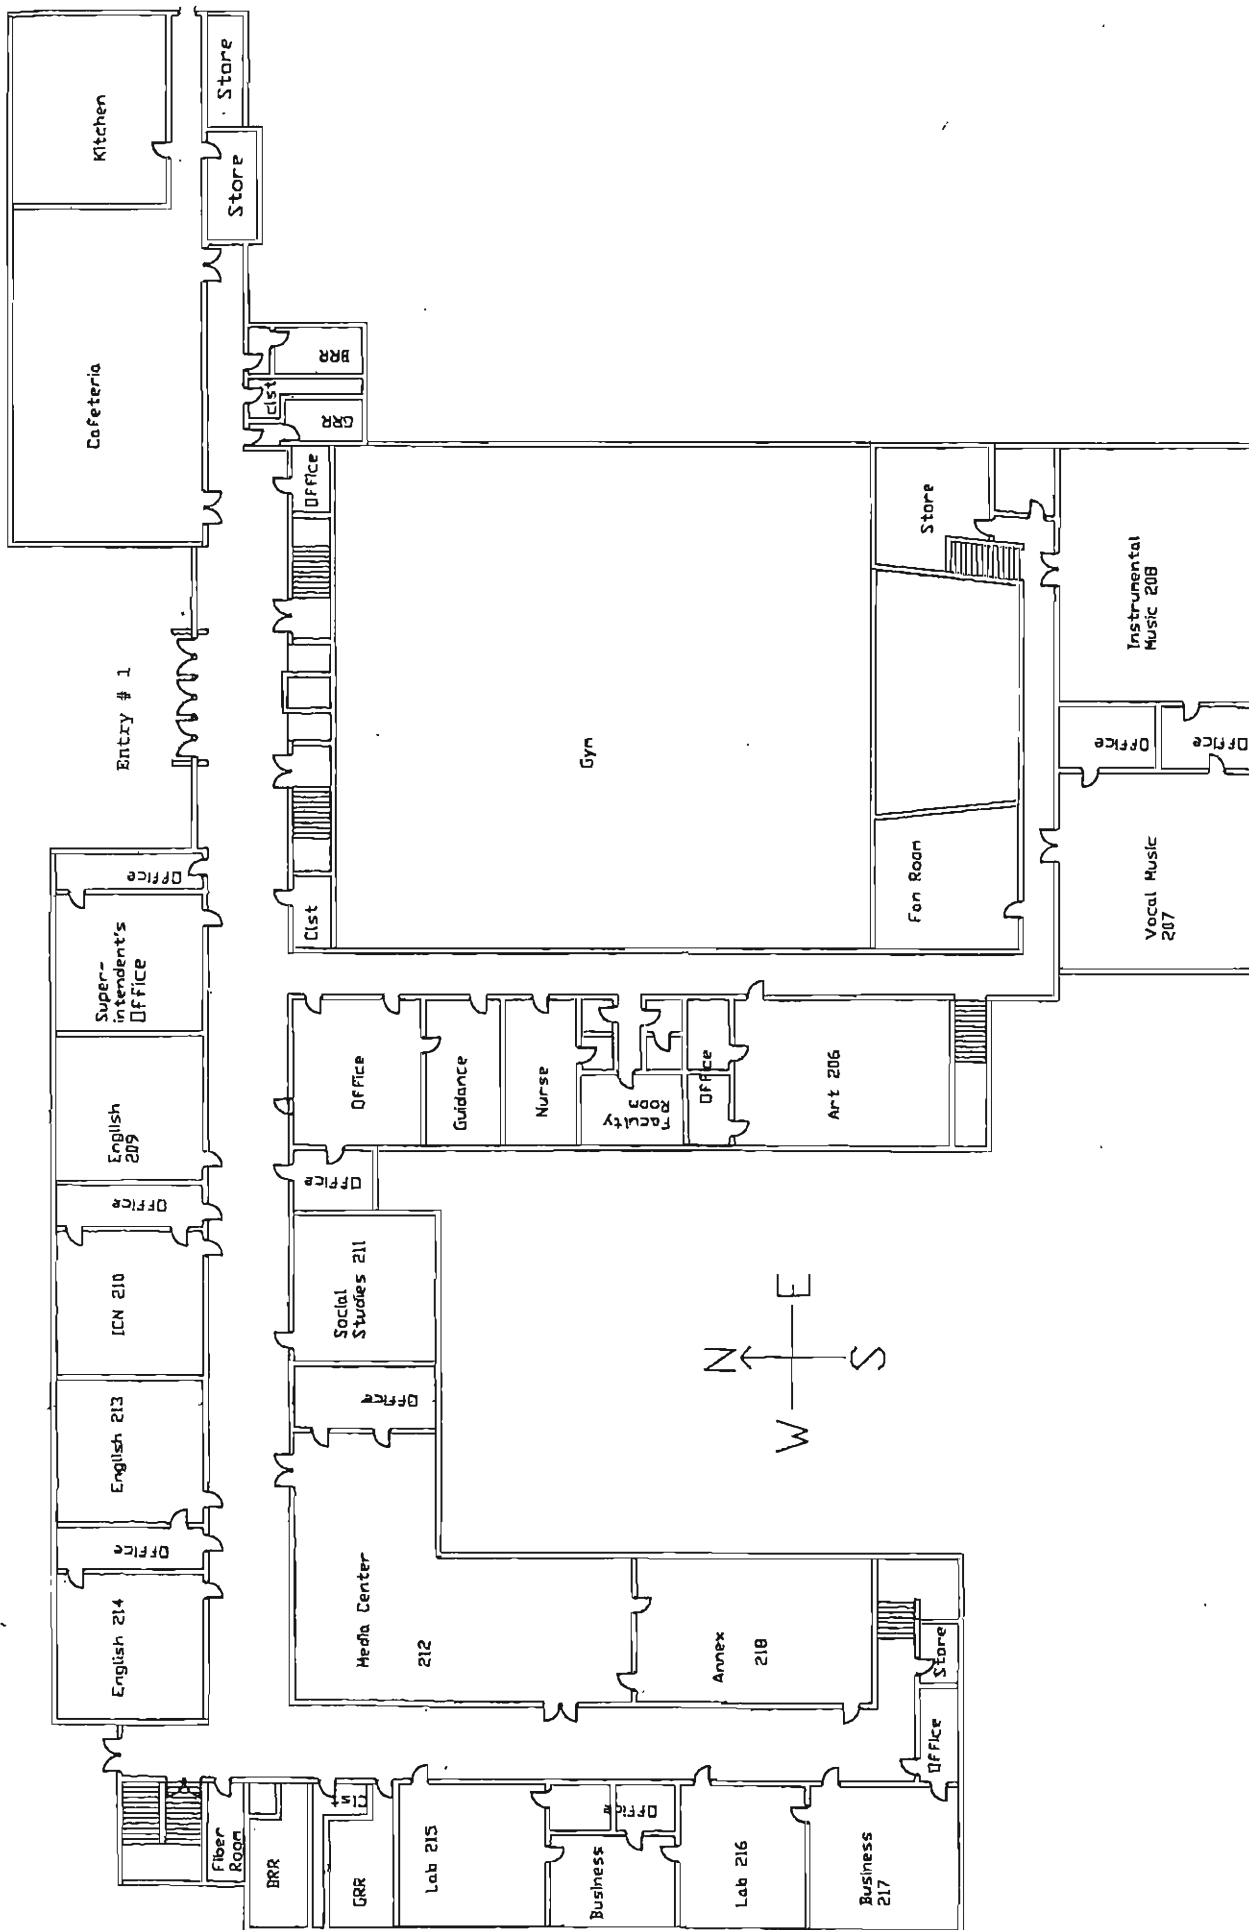 Kitchen
Store
Store
Cafeteria
BRR
Clst
GRR
Office
Entry # 1
Store
Instrumental
Music 208
Gym
Office
Office
Office
Super-
intendent's
Office
Clst
Fan Room
Vocal Music
207
English
209
Office
Guidance
Nurse
Faculty
Room
Office
Art 206
Office
Office
ICN 210
Social
Studies 211
N
W
E
S
English 213
Office
Office
English 214
Media Center
212
Annex
218
Store
Office
Fiber
Room
BRR
Clst
GRR
Lab 215
Office
Business
Lab 216
Business
217